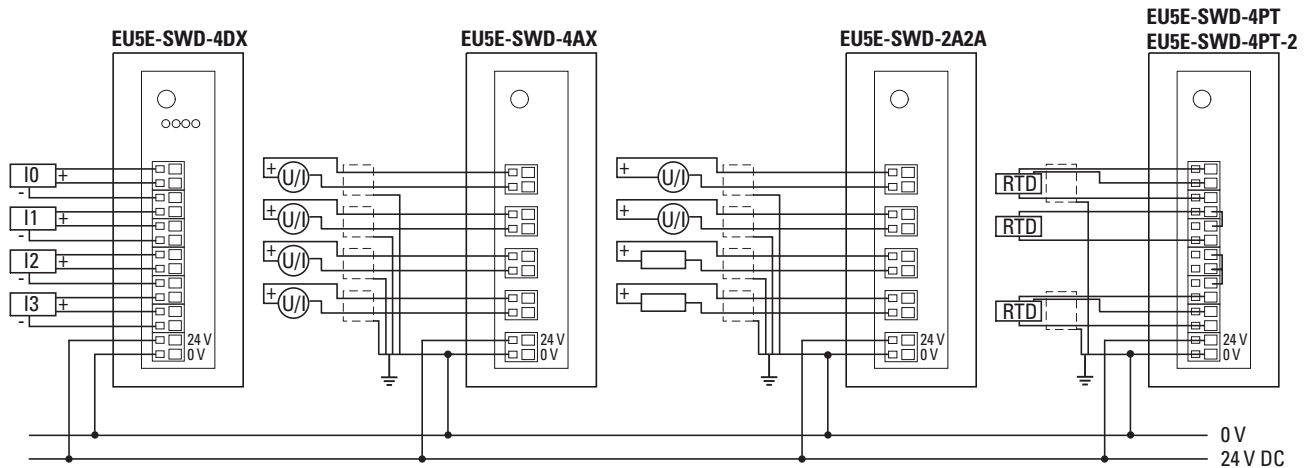 EU5E-SWD-4DX
EU5E-SWD-4AX
EU5E-SWD-2A2A
EU5E-SWD-4PT
EU5E-SWD-4PT-2
I0
+
-
I1
+
-
I2
+
-
I3
+
-
24 V
0 V
+
U/I
+
U/I
+
U/I
+
U/I
24 V
0 V
+
U/I
+
U/I
+
+
24 V
0 V
RTD
RTD
RTD
24 V
0 V
0 V
24 V DC